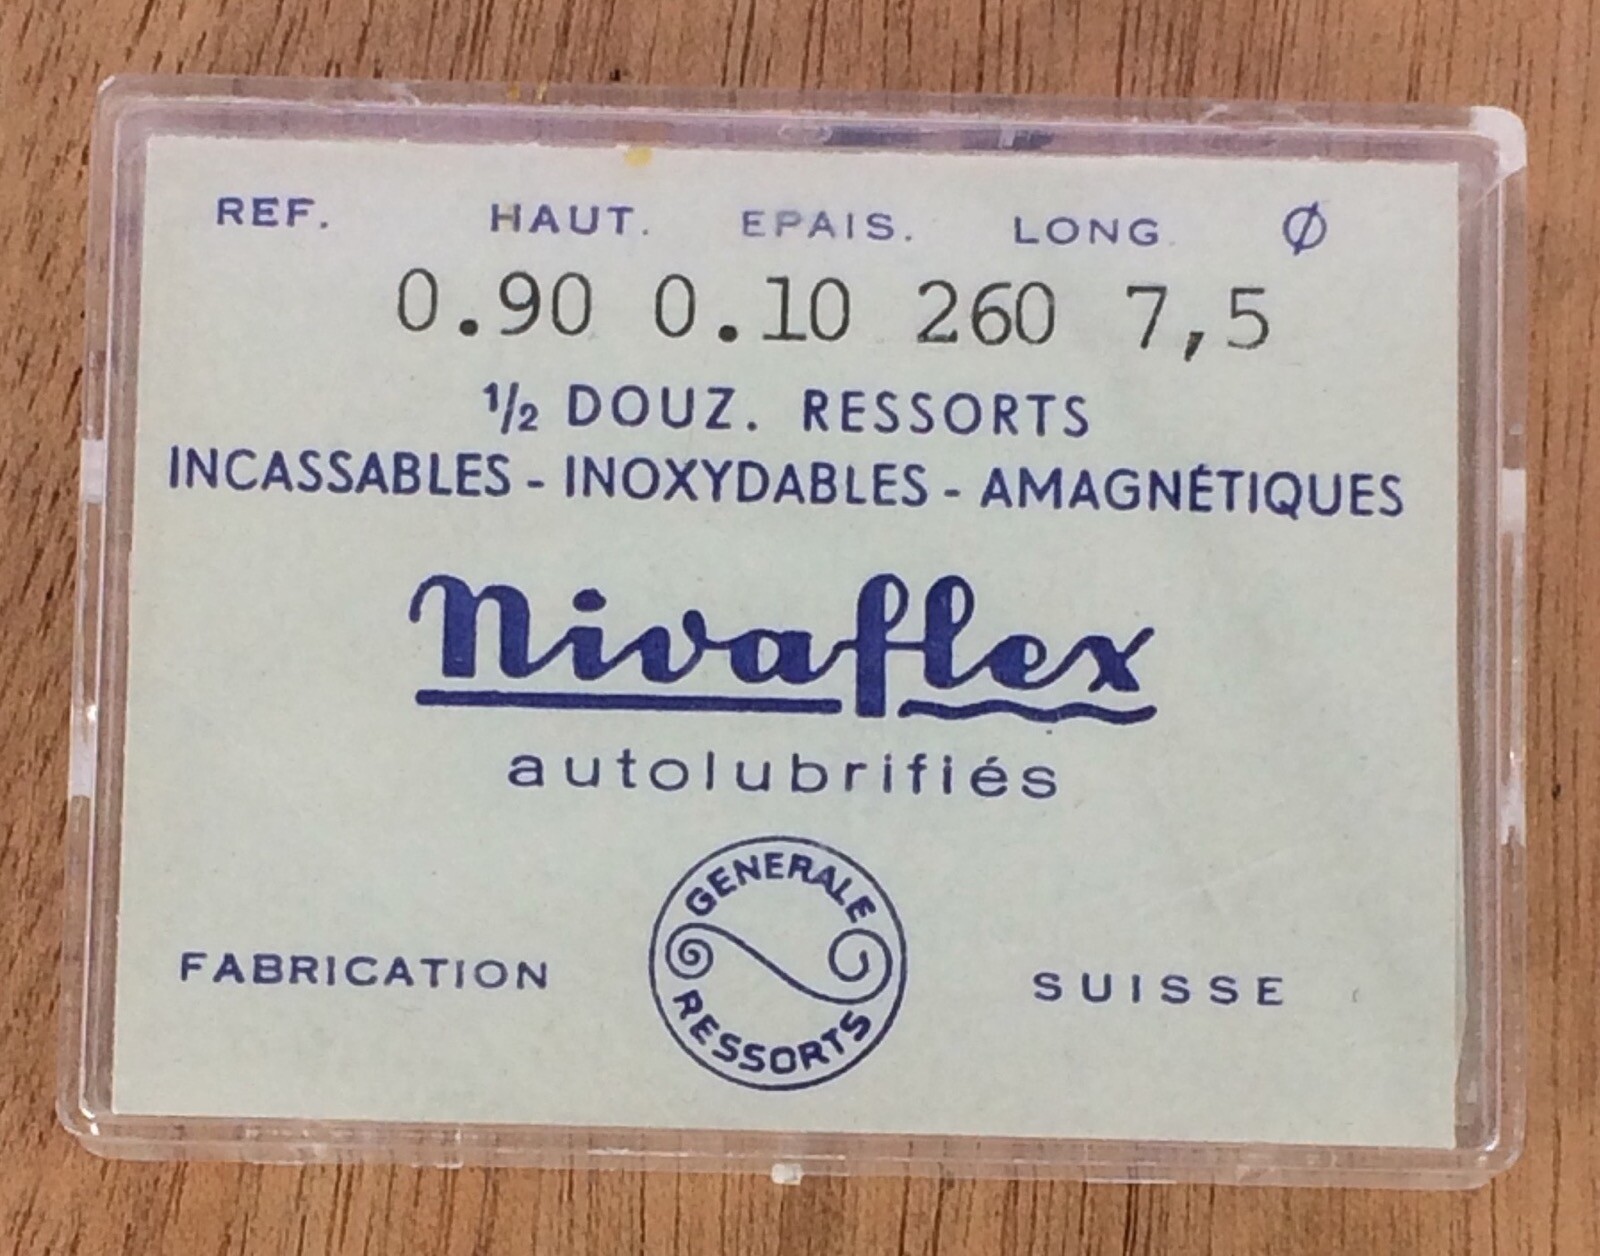 REF. HAUT. EPAIS. LONG. Ø
0.90 0.10 260 7,5
1/2 DOUZ. RESSORTS
INCASSABLES - INOXYDABLES - AMAGNÉTIQUES
Nivaflex
autolubrifiés
GENERALE
RESSORTS
FABRICATION SUISSE